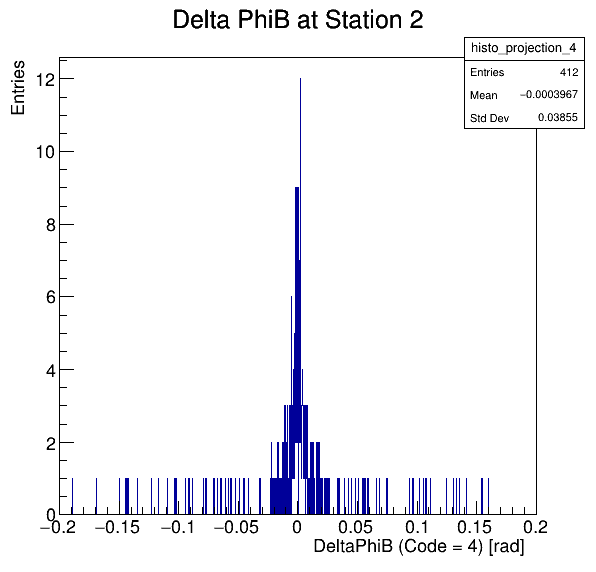 Delta PhiB at Station 2
histo_projection_4
Entries 412
Mean −0.0003967
Std Dev 0.03855
Entries
12
10
8
6
4
2
0
−0.2 −0.15 −0.1 −0.05 0 0.05 0.1 0.15 0.2
DeltaPhiB (Code = 4) [rad]